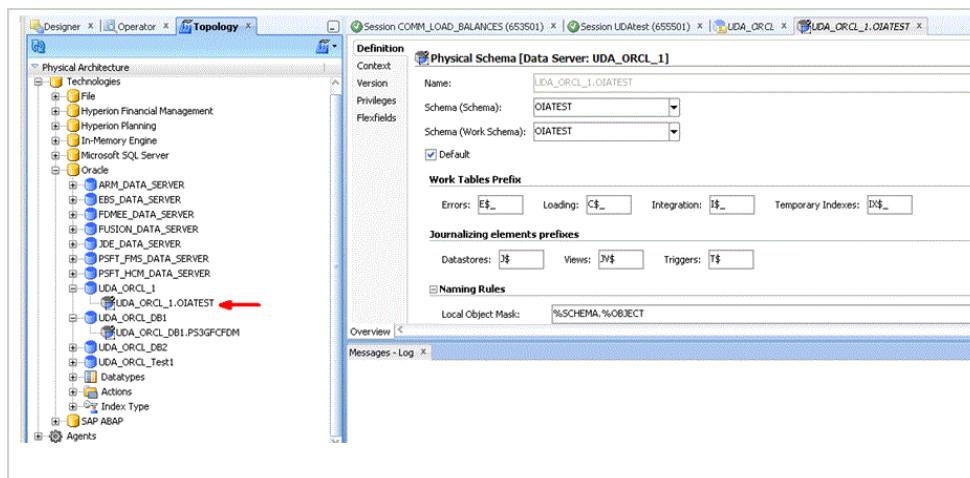 Designer x Operator x Topology x
Physical Architecture
Technologies
File
Hyperion Financial Management
Hyperion Planning
In-Memory Engine
Microsoft SQL Server
Oracle
ARM_DATA_SERVER
EBS_DATA_SERVER
FDMEE_DATA_SERVER
FUSION_DATA_SERVER
JDE_DATA_SERVER
PSFT_FMS_DATA_SERVER
PSFT_HCM_DATA_SERVER
UDA_ORCL_1
UDA_ORCL_1.OIATEST
UDA_ORCL_DB1
UDA_ORCL_DB1.PS3GFCFDM
UDA_ORCL_DB2
UDA_ORCL_Test1
Datatypes
Actions
Index Type
SAP ABAP
Agents
Session COMM_LOAD_BALANCES (653501) x Session UDAtest (655501) x UDA_ORCL x UDA_ORCL_1.OIATEST x
Definition
Context
Version
Privileges
Flexfields
Physical Schema [Data Server: UDA_ORCL_1]
Name: UDA_ORCL_1.OIATEST
Schema (Schema): OIATEST
Schema (Work Schema): OIATEST
Default
Work Tables Prefix
Errors: E$_ Loading: C$_ Integration: I$_ Temporary Indexes: IX$_
Journalizing elements prefixes
Datastores: J$ Views: JV$ Triggers: T$
Naming Rules
Local Object Mask: %SCHEMA.%OBJECT
Overview
Messages - Log x